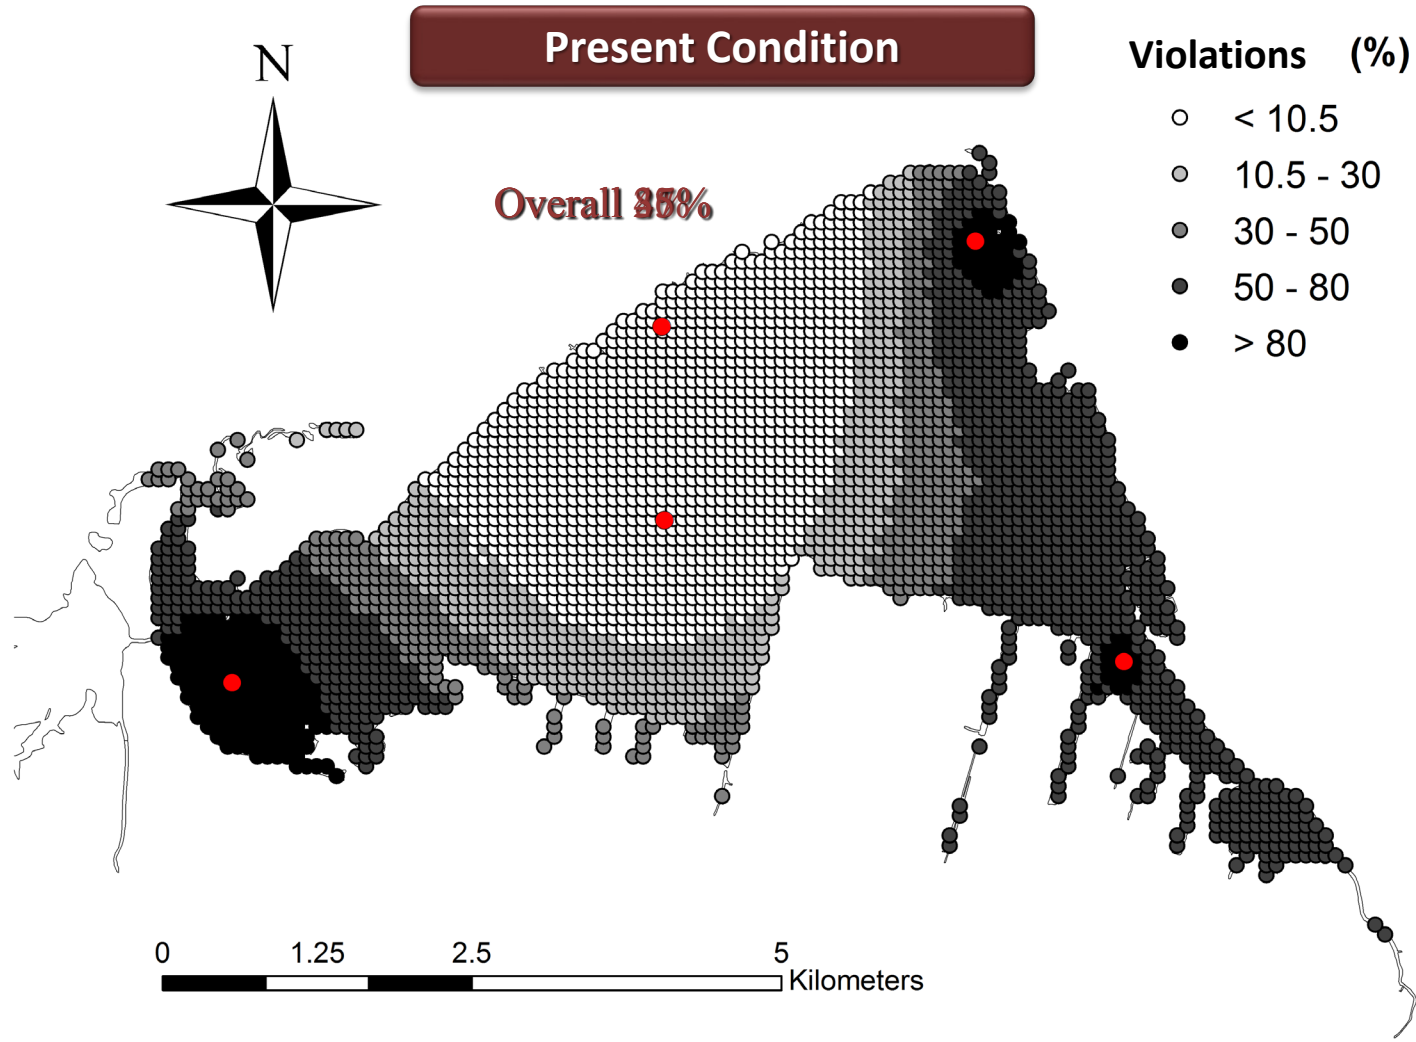 Present Condition
N
Violations (%)
< 10.5
10.5 - 30
30 - 50
50 - 80
> 80
Overall
0 1.25 2.5 5
Kilometers